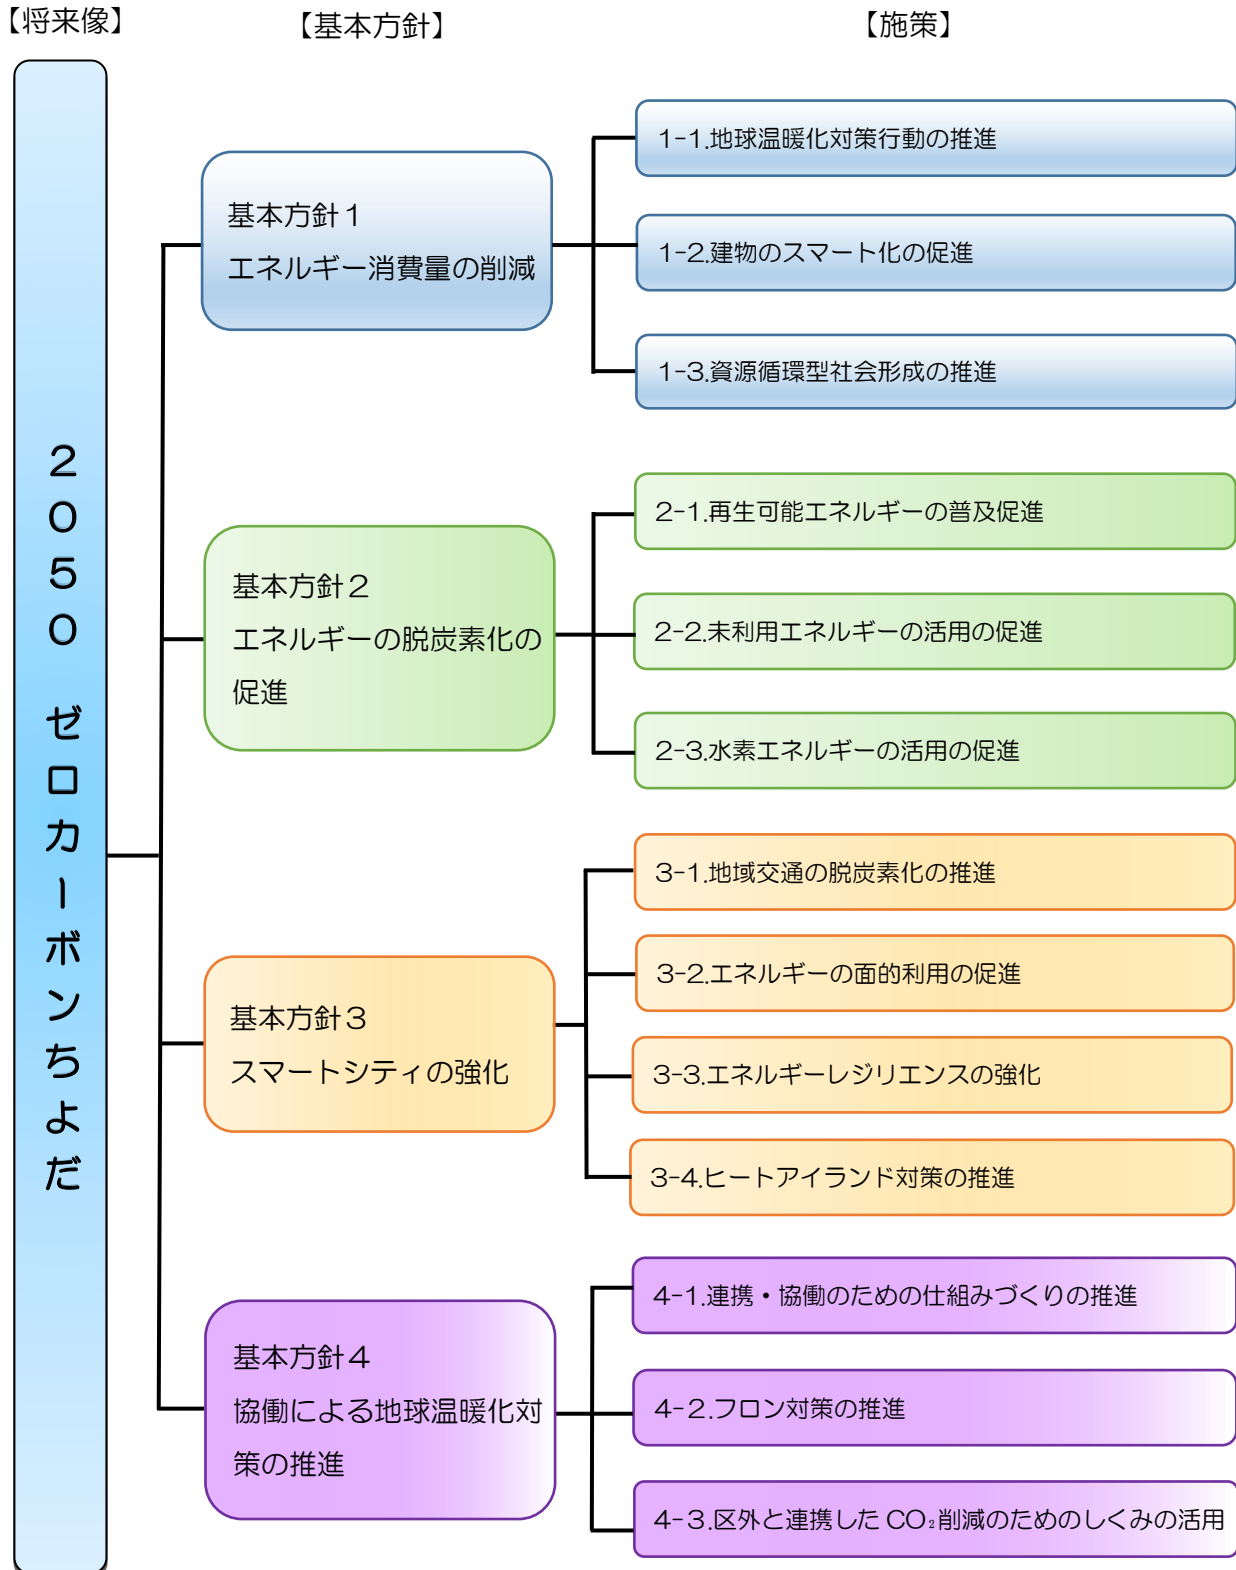 【将来像】
【基本方針】
【施策】
２０５０ ゼロカーボンちよだ
基本方針１
エネルギー消費量の削減
1-1.地球温暖化対策行動の推進
1-2.建物のスマート化の促進
1-3.資源循環型社会形成の推進
基本方針２
エネルギーの脱炭素化の
促進
2-1.再生可能エネルギーの普及促進
2-2.未利用エネルギーの活用の促進
2-3.水素エネルギーの活用の促進
基本方針３
スマートシティの強化
3-1.地域交通の脱炭素化の推進
3-2.エネルギーの面的利用の促進
3-3.エネルギーレジリエンスの強化
3-4.ヒートアイランド対策の推進
基本方針４
協働による地球温暖化対
策の推進
4-1.連携・協働のための仕組みづくりの推進
4-2.フロン対策の推進
4-3.区外と連携した CO₂削減のためのしくみの活用